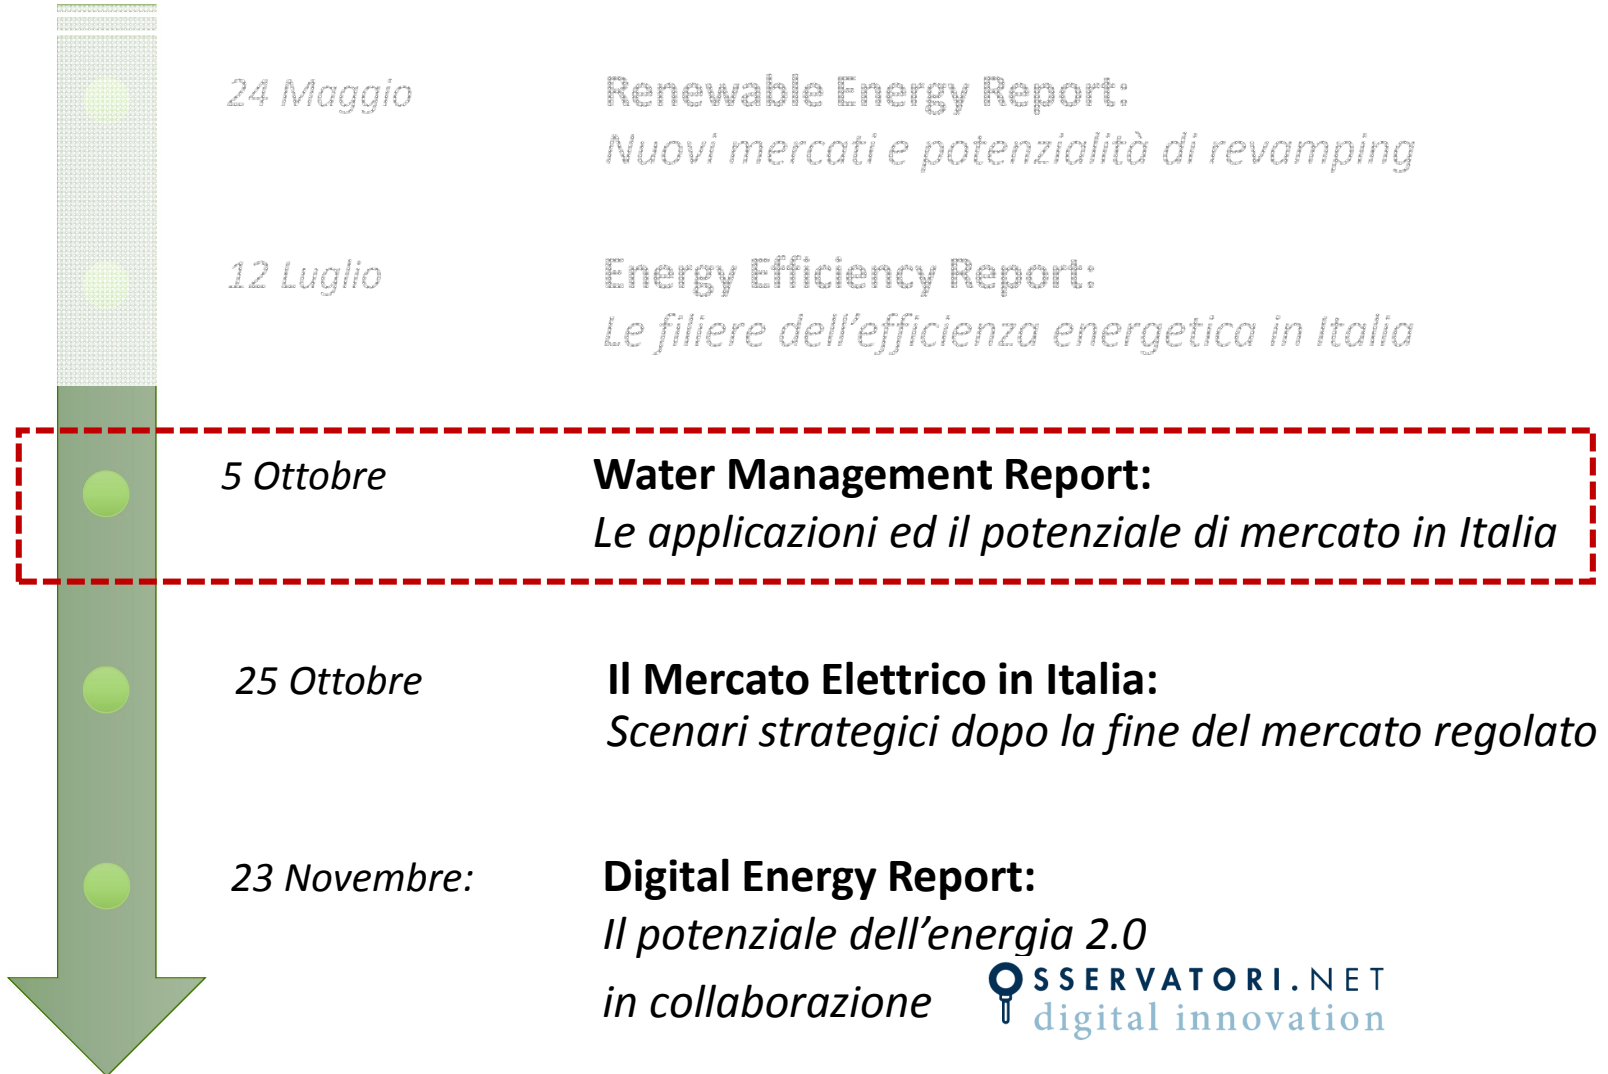 24 Maggio
Renewable Energy Report:
Nuovi mercati e potenzialità di revamping
12 Luglio
Energy Efficiency Report:
Le filiere dell’efficienza energetica in Italia
5 Ottobre
Water Management Report:
Le applicazioni ed il potenziale di mercato in Italia
25 Ottobre
Il Mercato Elettrico in Italia:
Scenari strategici dopo la fine del mercato regolato
23 Novembre:
Digital Energy Report:
Il potenziale dell’energia 2.0
in collaborazione
OSSERVATORI.NET
digital innovation